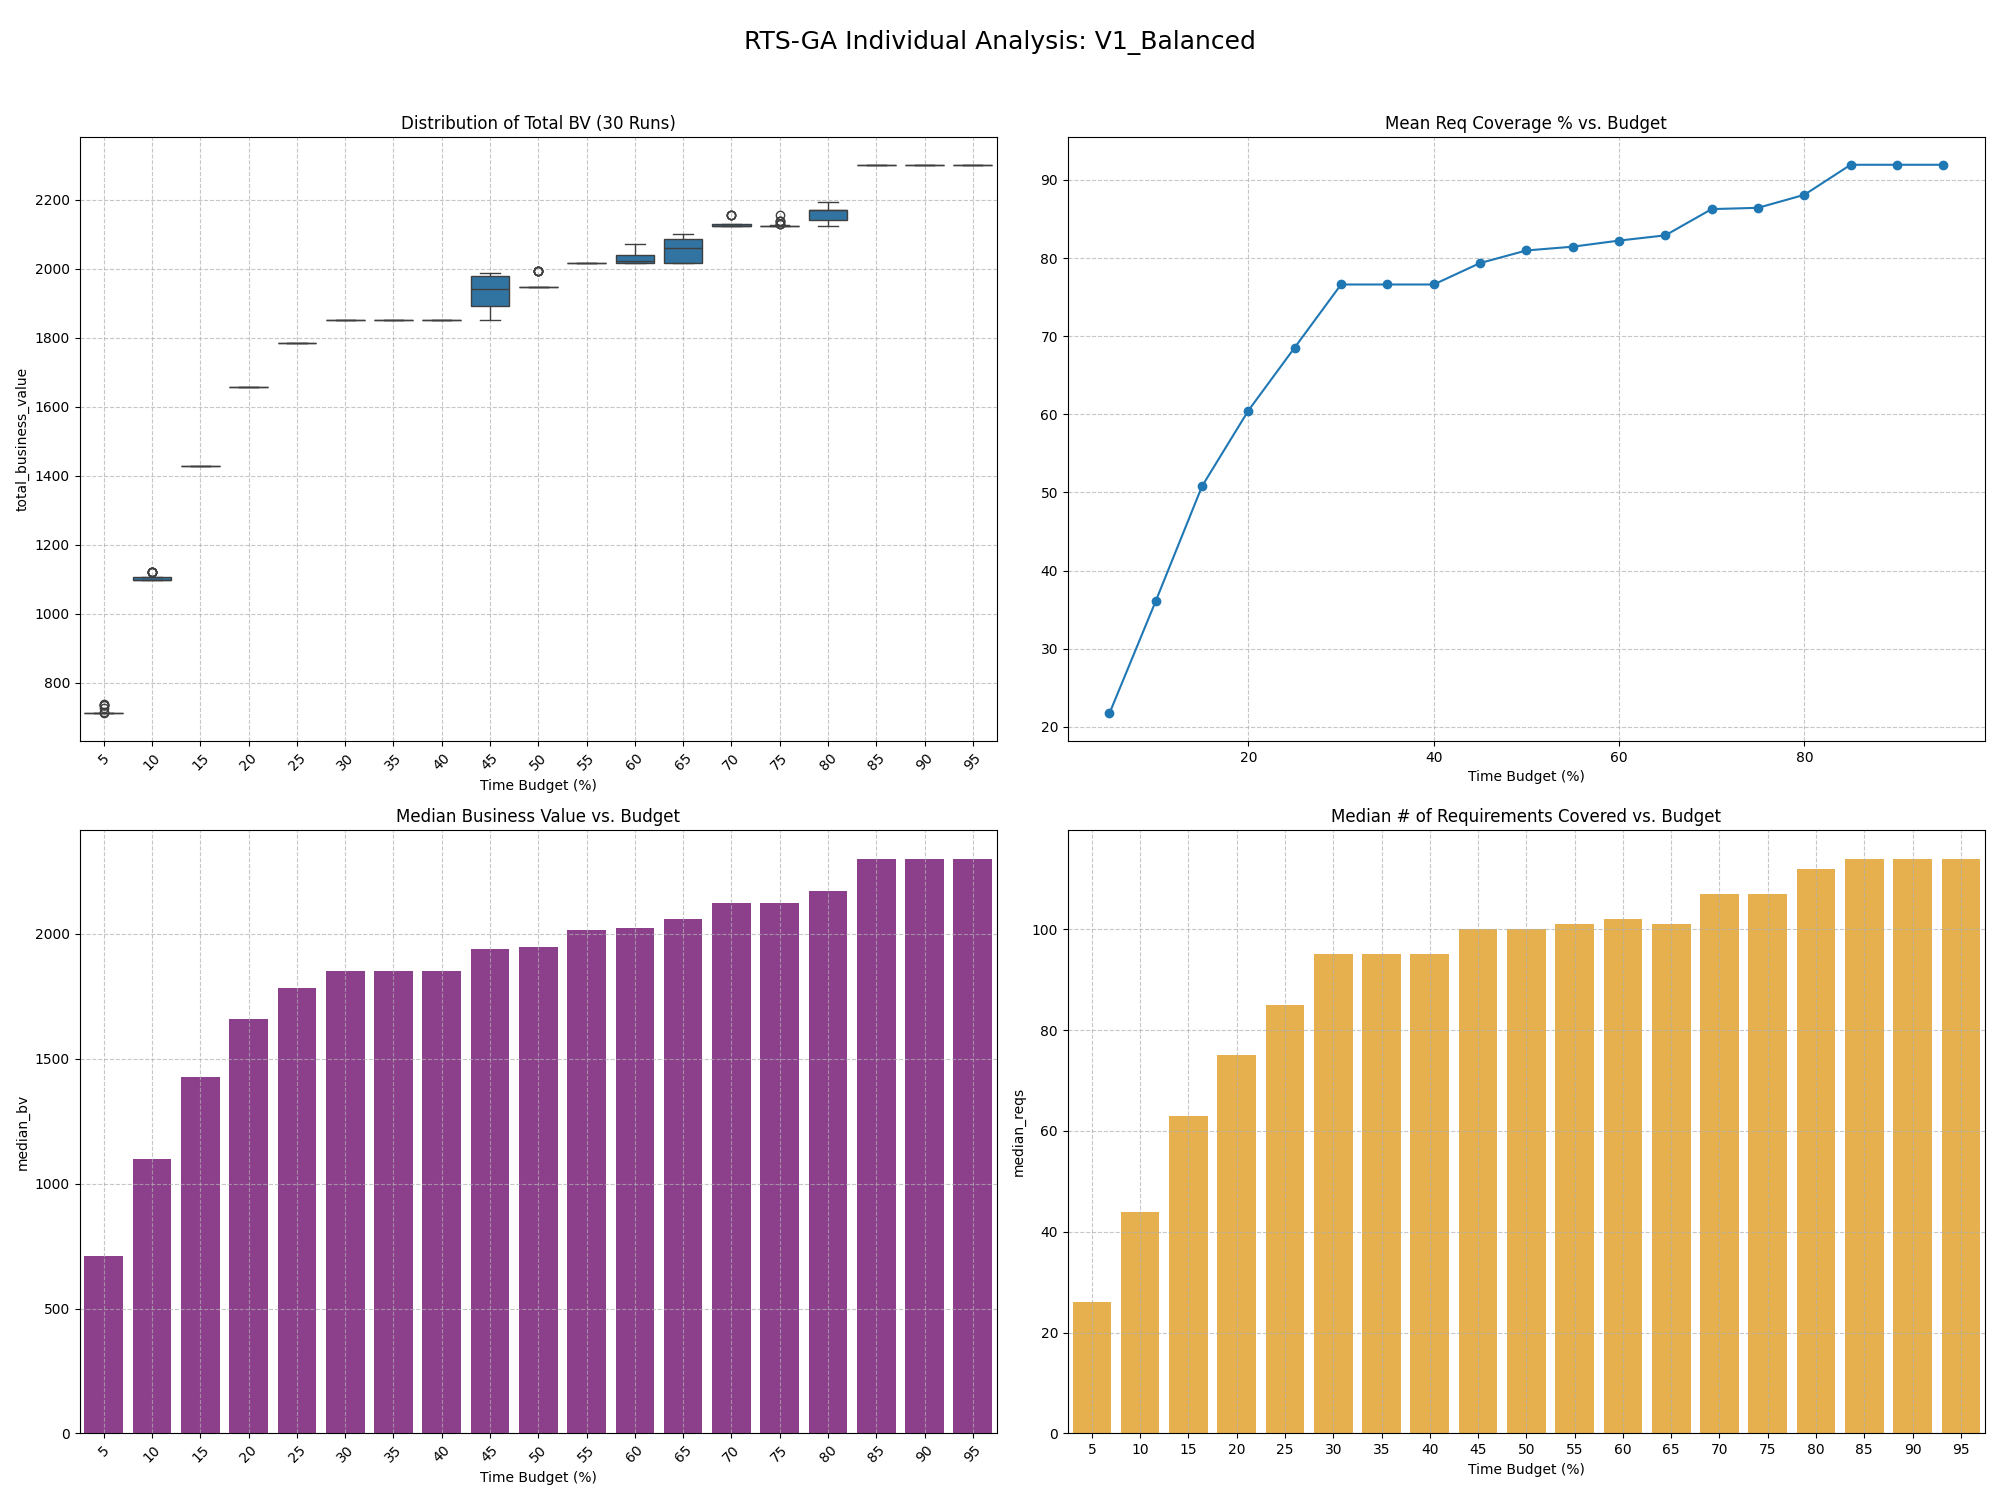 RTS-GA Individual Analysis: V1_Balanced
Distribution of Total BV (30 Runs)
total_business_value
2200
2000
1800
1600
1400
1200
1000
800
5 10 15 20 25 30 35 40 45 50 55 60 65 70 75 80 85 90 95
Time Budget (%)
Mean Req Coverage % vs. Budget
90
80
70
60
50
40
30
20
20 40 60 80
Time Budget (%)
Median Business Value vs. Budget
median_bv
2000
1500
1000
500
0
5 10 15 20 25 30 35 40 45 50 55 60 65 70 75 80 85 90 95
Time Budget (%)
Median # of Requirements Covered vs. Budget
median_reqs
100
80
60
40
20
0
5 10 15 20 25 30 35 40 45 50 55 60 65 70 75 80 85 90 95
Time Budget (%)